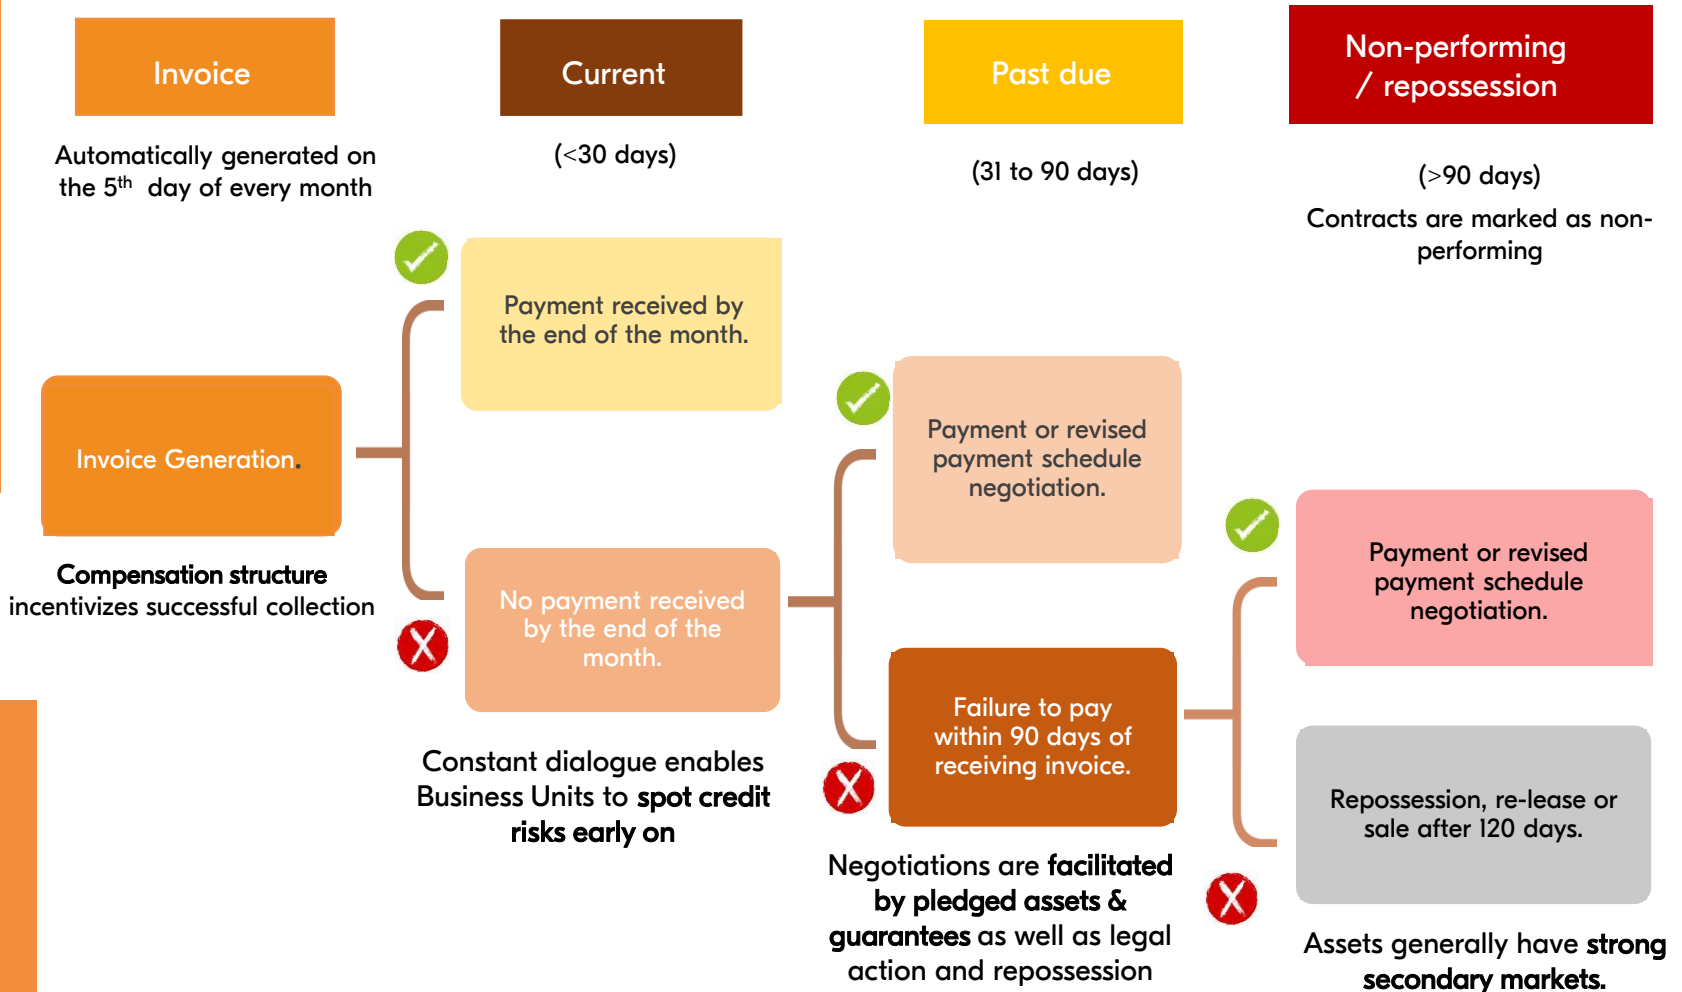 Invoice
Current
Past due
Non-performing
/ repossession
Automatically generated on
the 5th day of every month
(<30 days)
(31 to 90 days)
(>90 days)
Contracts are marked as non-
performing
Payment received by
the end of the month.
Invoice Generation.
Compensation structure
incentivizes successful collection
No payment received
by the end of the
month.
Constant dialogue enables
Business Units to spot credit
risks early on
Payment or revised
payment schedule
negotiation.
Failure to pay
within 90 days of
receiving invoice.
Negotiations are facilitated
by pledged assets &
guarantees as well as legal
action and repossession
Payment or revised
payment schedule
negotiation.
Repossession, re-lease or
sale after 120 days.
Assets generally have strong
secondary markets.